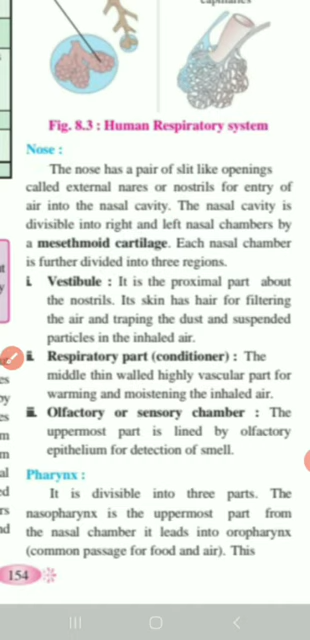 Fig. 8.3 : Human Respiratory system
Nose :
The nose has a pair of slit like openings
called external nares or nostrils for entry of
air into the nasal cavity. The nasal cavity is
divisible into right and left nasal chambers by
a mesethmoid cartilage. Each nasal chamber
is further divided into three regions.
i. Vestibule : It is the proximal part about
the nostrils. Its skin has hair for filtering
the air and traping the dust and suspended
particles in the inhaled air.
ii. Respiratory part (conditioner) : The
middle thin walled highly vascular part for
warming and moistening the inhaled air.
iii. Olfactory or sensory chamber : The
uppermost part is lined by olfactory
epithelium for detection of smell.
Pharynx :
It is divisible into three parts. The
nasopharynx is the uppermost part from
the nasal chamber it leads into oropharynx
(common passage for food and air). This
154